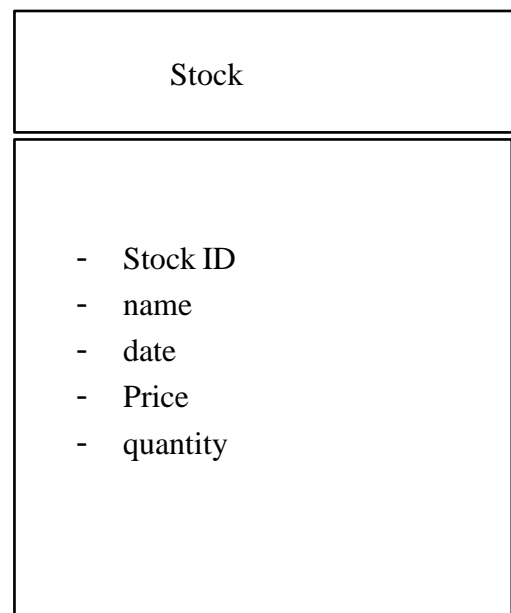 Stock
- Stock ID
- name
- date
- Price
- quantity